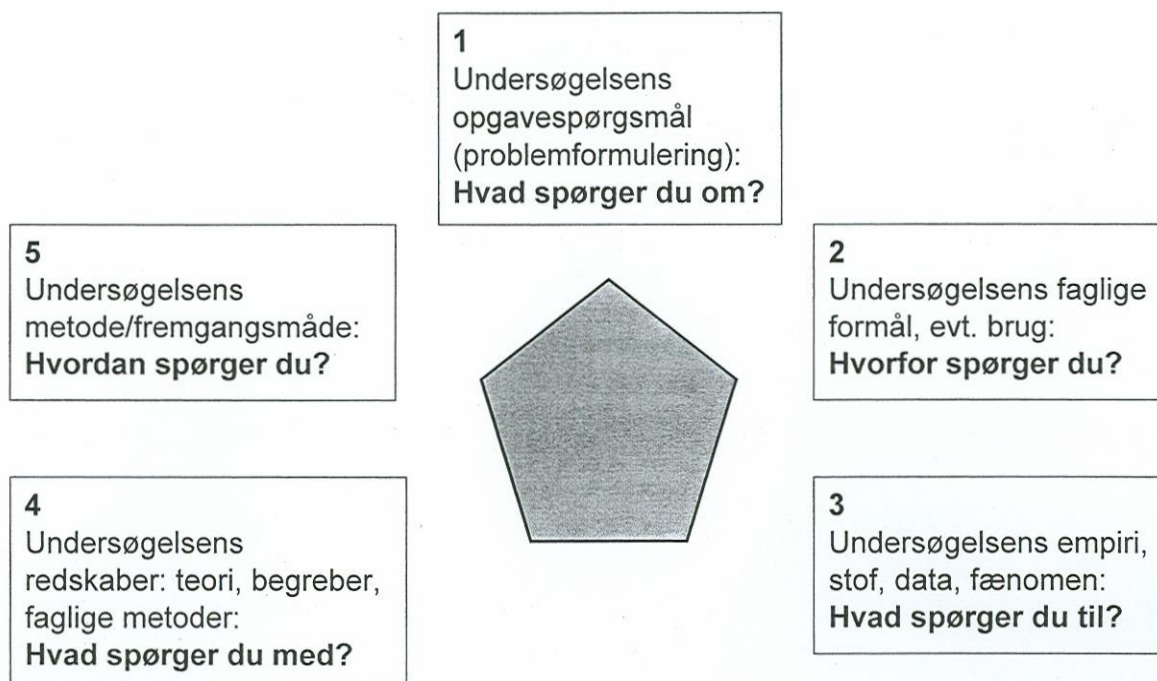 1
Undersøgelsens
opgavespørgsmål
(problemformulering):
Hvad spørger du om?
2
Undersøgelsens faglige
formål, evt. brug:
Hvorfor spørger du?
3
Undersøgelsens empiri,
stof, data, fænomen:
Hvad spørger du til?
4
Undersøgelsens
redskaber: teori, begreber,
faglige metoder:
Hvad spørger du med?
5
Undersøgelsens
metode/fremgangsmåde:
Hvordan spørger du?